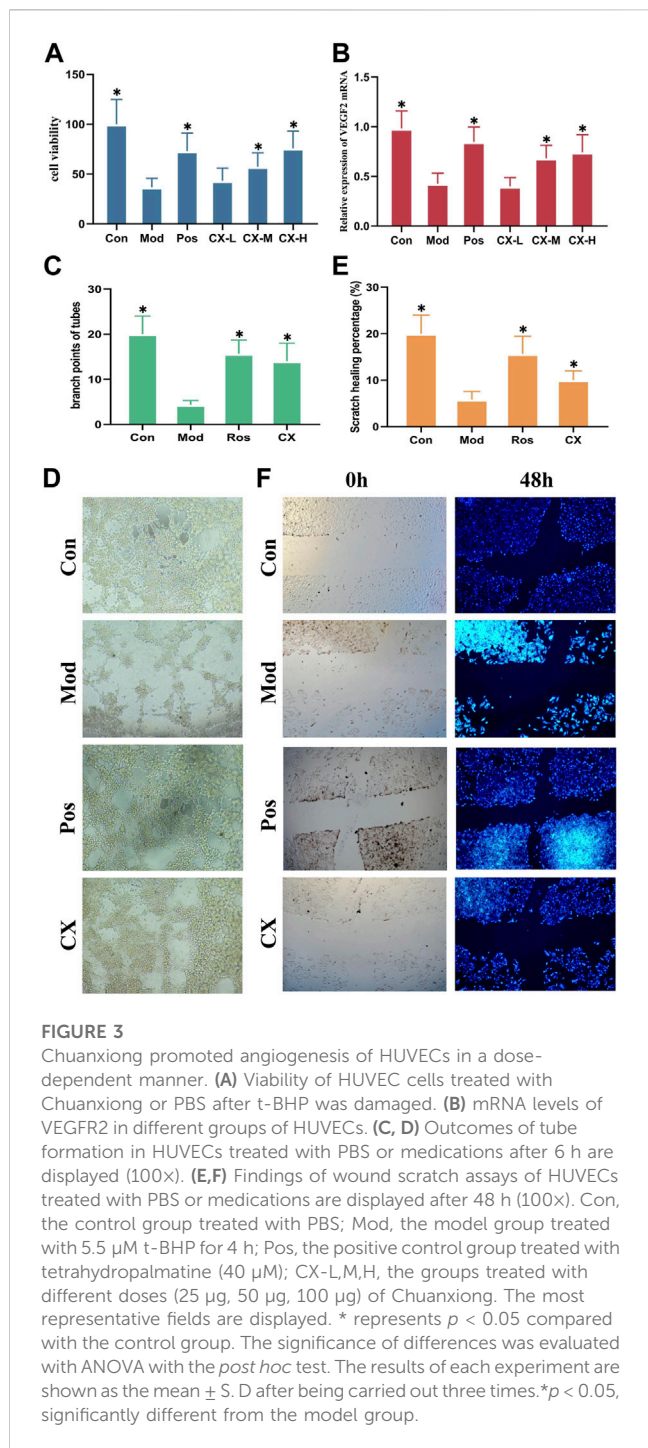 A
cell viability
150
100
50
0
* * * *
Con Mod Pos CX-L CX-M CX-H
B
Relative expression of VEGF2 mRNA
1.5
1.0
0.5
0.0
* * * *
Con Mod Pos CX-L CX-M CX-H
C
branch points of tubes
30
20
10
0
* * *
Con Mod Ros CX
E
Scratch healing percentage (%)
30
20
10
0
* * *
Con Mod Ros CX
D
Con
Mod
Pos
CX
F
0h 48h
Con
Mod
Pos
CX
FIGURE 3
Chuanxiong promoted angiogenesis of HUVECs in a dose-
dependent manner. (A) Viability of HUVEC cells treated with
Chuanxiong or PBS after t-BHP was damaged. (B) mRNA levels of
VEGFR2 in different groups of HUVECs. (C, D) Outcomes of tube
formation in HUVECs treated with PBS or medications after 6 h are
displayed (100×). (E,F) Findings of wound scratch assays of HUVECs
treated with PBS or medications are displayed after 48 h (100×). Con,
the control group treated with PBS; Mod, the model group treated
with 5.5 µM t-BHP for 4 h; Pos, the positive control group treated with
tetrahydropalmatine (40 µM); CX-L,M,H, the groups treated with
different doses (25 µg, 50 µg, 100 µg) of Chuanxiong. The most
representative fields are displayed. * represents p < 0.05 compared
with the control group. The significance of differences was evaluated
with ANOVA with the post hoc test. The results of each experiment are
shown as the mean ± S. D after being carried out three times.*p < 0.05,
significantly different from the model group.